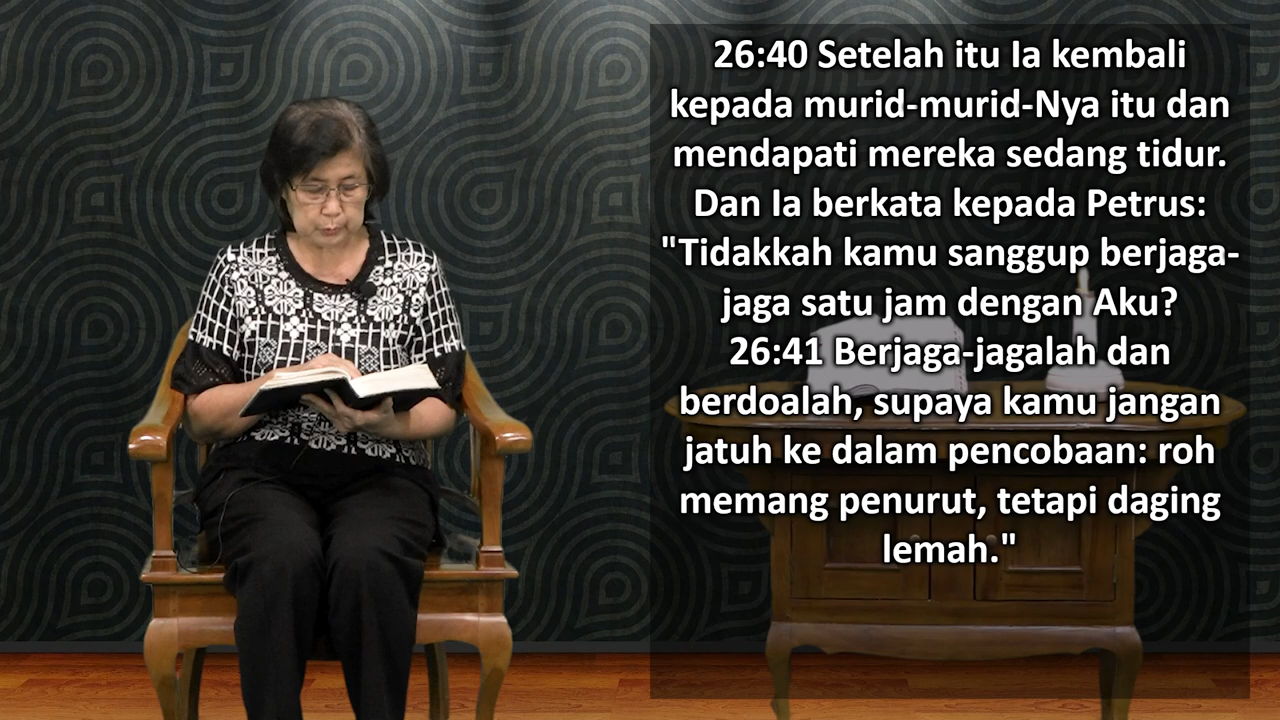 26:40 Setelah itu Ia kembali
kepada murid-murid-Nya itu dan
mendapati mereka sedang tidur.
Dan Ia berkata kepada Petrus:
"Tidakkah kamu sanggup berjaga-
jaga satu jam dengan Aku?
26:41 Berjaga-jagalah dan
berdoalah, supaya kamu jangan
jatuh ke dalam pencobaan: roh
memang penurut, tetapi daging
lemah."